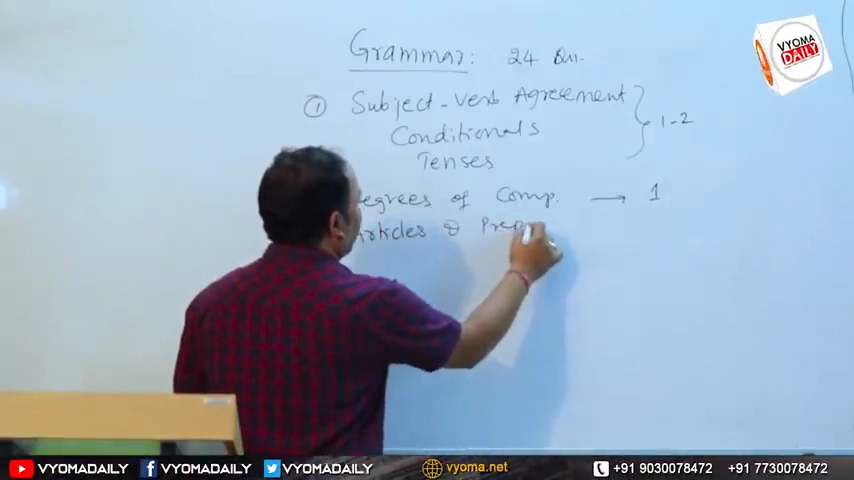 VYOMA
DAILY
Grammar: 24
① Subject-verb Agreement
Conditionals } 1-2
Tenses
egrees of Comp. → 1
rticles & Prep
VYOMADAILY VYOMADAILY VYOMADAILY vyoma.net +91 9030078472 +91 7730078472